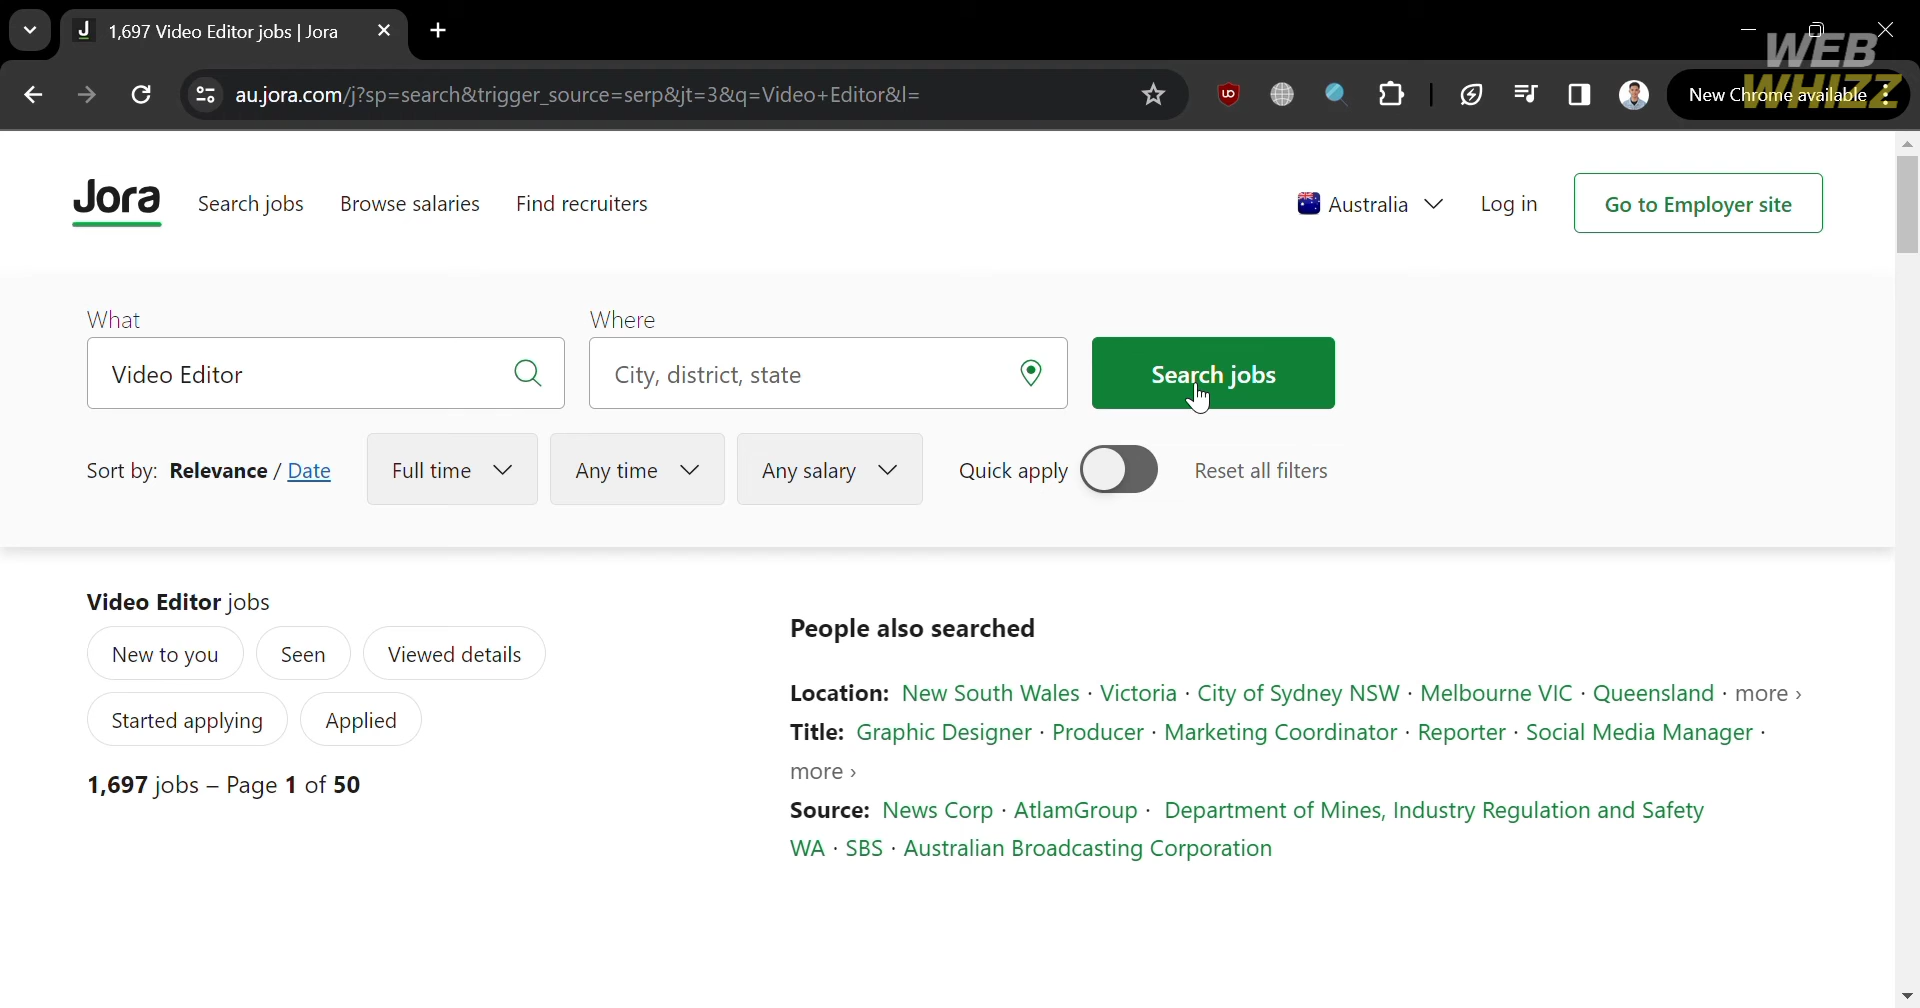 1,697 Video Editor jobs | Jora
WEB
WHIZZ
au.jora.com/j?sp=search&trigger_source=serp&jt=3&q=Video+Editor&l=
New Chrome available
Jora
Search jobs
Browse salaries
Find recruiters
Australia
Log in
Go to Employer site
What
Where
Video Editor
City, district, state
Search jobs
Sort by: Relevance / Date
Full time
Any time
Any salary
Quick apply
Reset all filters
Video Editor jobs
New to you
Seen
Viewed details
Started applying
Applied
1,697 jobs – Page 1 of 50
People also searched
Location: New South Wales · Victoria · City of Sydney NSW · Melbourne VIC · Queensland · more ›
Title: Graphic Designer · Producer · Marketing Coordinator · Reporter · Social Media Manager ·
more ›
Source: News Corp · AtlamGroup · Department of Mines, Industry Regulation and Safety
WA · SBS · Australian Broadcasting Corporation